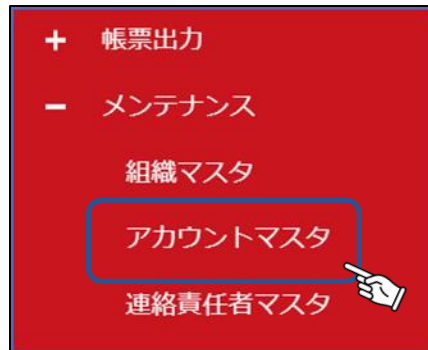 + 帳票出力
− メンテナンス
組織マスタ
アカウントマスタ
連絡責任者マスタ